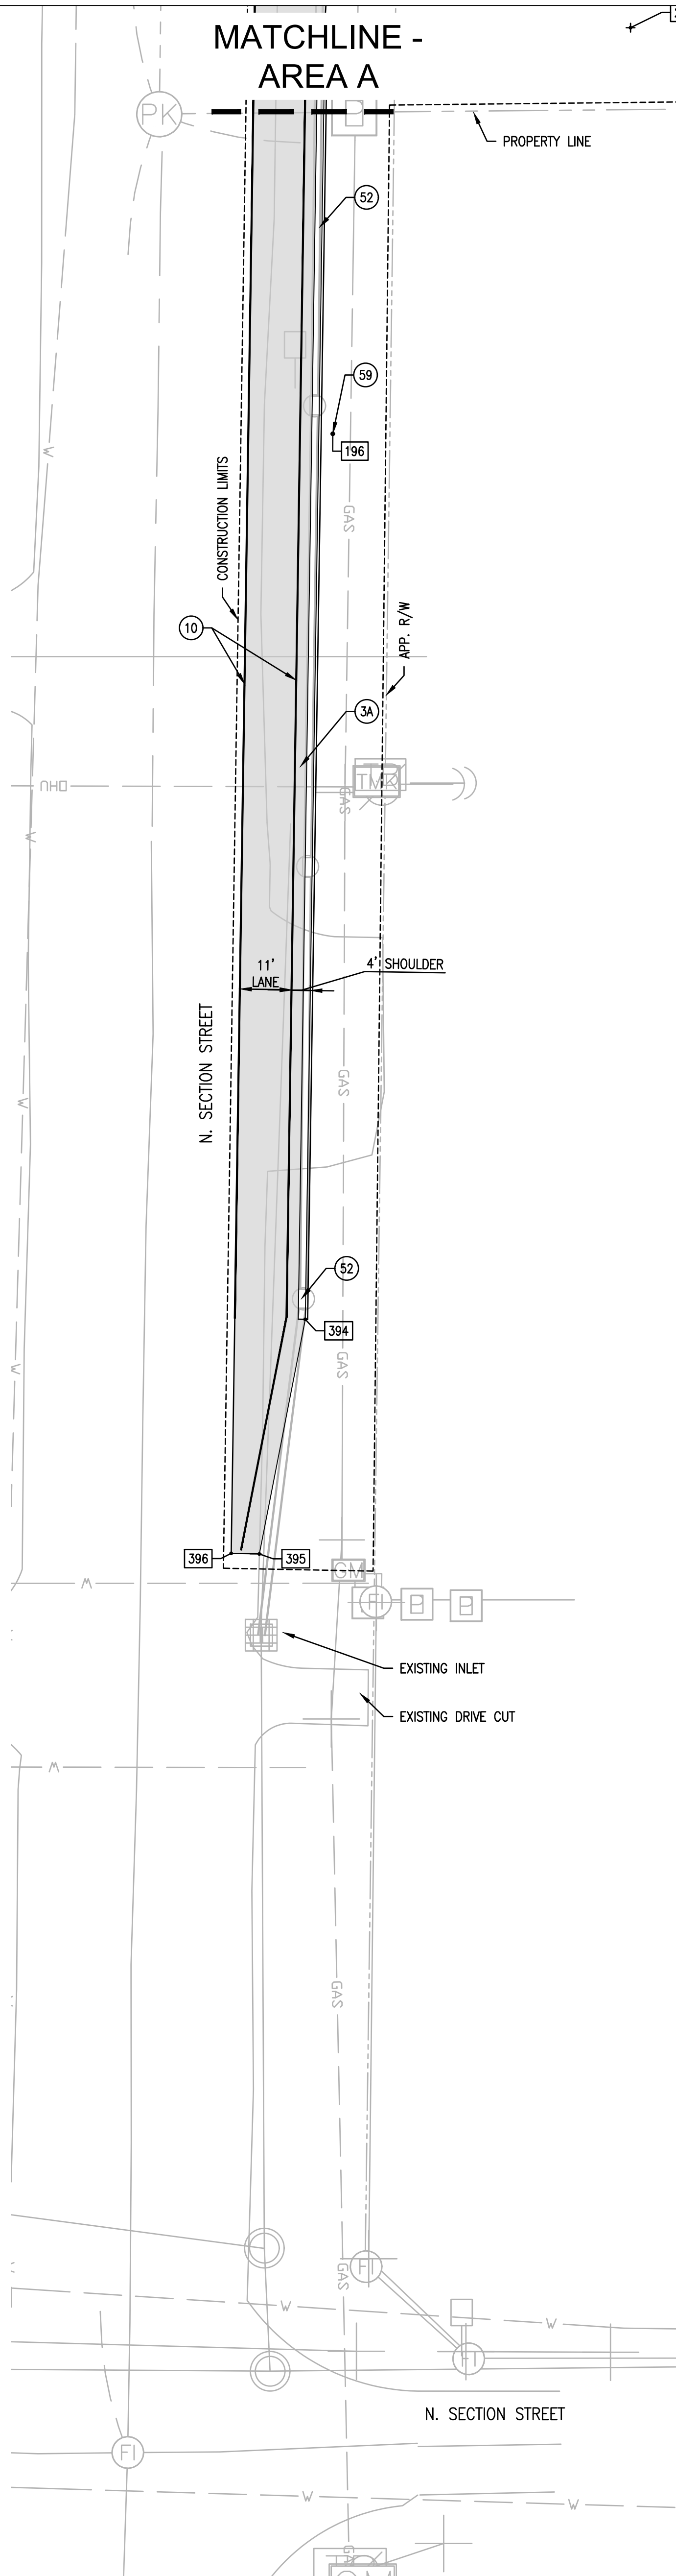 MATCHLINE -
AREA A
PK
PROPERTY LINE
52
59
196
W
GAS
CONSTRUCTION LIMITS
10
APP. R/W
3A
OHU
TMR
GAS
W
11'
LANE
4' SHOULDER
N. SECTION STREET
GAS
W
52
394
GAS
W
396
395
GM
W
FI
P
P
EXISTING INLET
EXISTING DRIVE CUT
W
GAS
FI
GAS
W
W
FI
N. SECTION STREET
FI
W
W